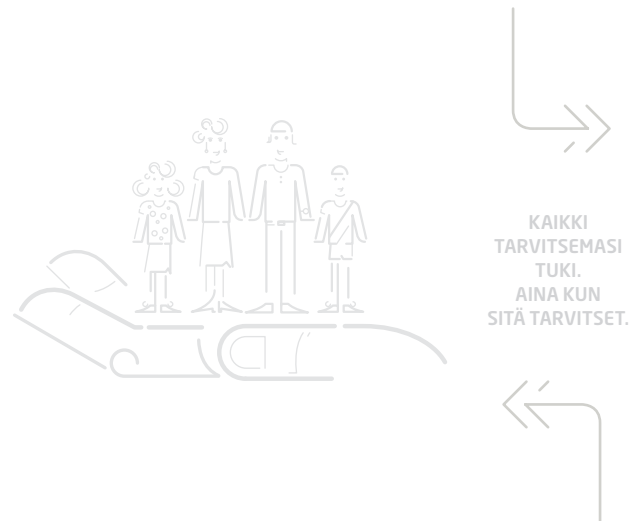 KAIKKI
TARVITSEMASI
TUKI.
AINA KUN
SITÄ TARVITSET.